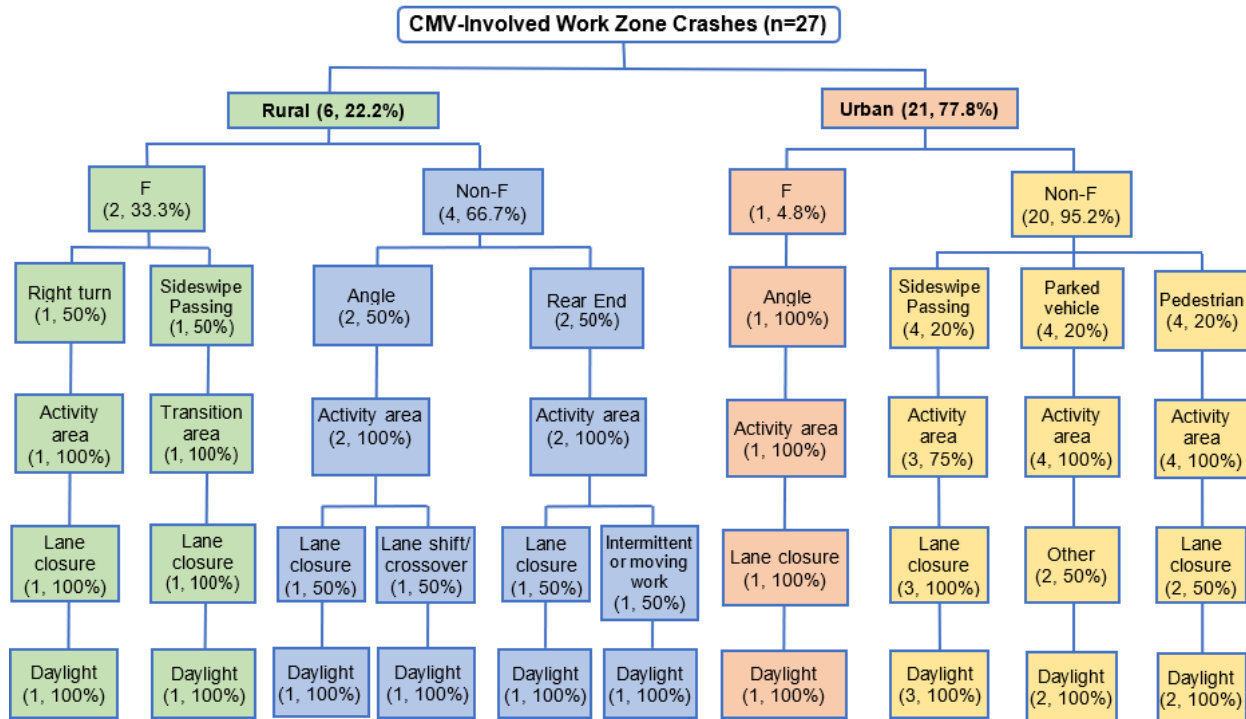 CMV-Involved Work Zone Crashes (n=27)
Rural (6, 22.2%)
Urban (21, 77.8%)
F
(2, 33.3%)
Non-F
(4, 66.7%)
F
(1, 4.8%)
Non-F
(20, 95.2%)
Right turn
(1, 50%)
Sideswipe
Passing
(1, 50%)
Angle
(2, 50%)
Rear End
(2, 50%)
Angle
(1, 100%)
Sideswipe
Passing
(4, 20%)
Parked
vehicle
(4, 20%)
Pedestrian
(4, 20%)
Activity
area
(1, 100%)
Transition
area
(1, 100%)
Activity area
(2, 100%)
Activity area
(2, 100%)
Activity area
(1, 100%)
Activity
area
(3, 75%)
Activity
area
(4, 100%)
Activity
area
(4, 100%)
Lane
closure
(1, 100%)
Lane
closure
(1, 100%)
Lane
closure
(1, 50%)
Lane shift/
crossover
(1, 50%)
Lane
closure
(1, 50%)
Intermittent
or moving
work
(1, 50%)
Lane closure
(1, 100%)
Lane
closure
(3, 100%)
Other
(2, 50%)
Lane
closure
(2, 50%)
Daylight
(1, 100%)
Daylight
(1, 100%)
Daylight
(1, 100%)
Daylight
(1, 100%)
Daylight
(1, 100%)
Daylight
(1, 100%)
Daylight
(1, 100%)
Daylight
(3, 100%)
Daylight
(2, 100%)
Daylight
(2, 100%)